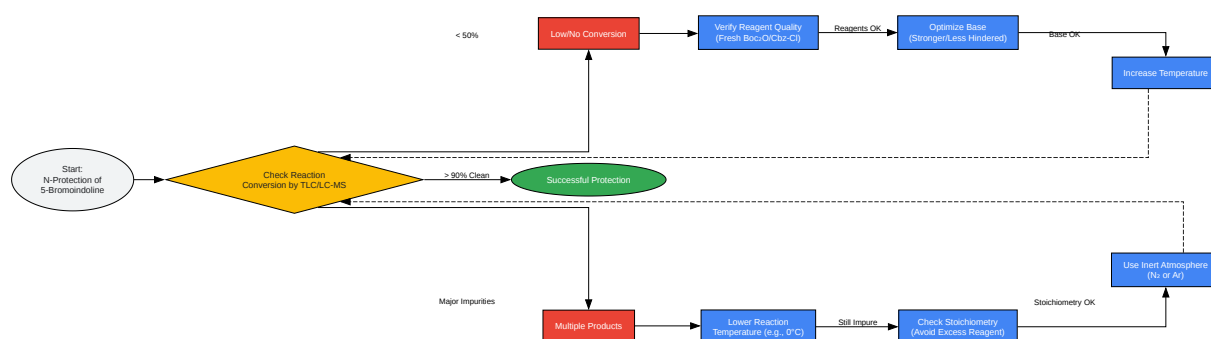 < 50%
Low/No Conversion
Verify Reagent Quality
(Fresh Boc₂O/Cbz-Cl)
Reagents OK
Optimize Base
(Stronger/Less Hindered)
Base OK
Increase Temperature
Start:
N-Protection of
5-Bromoindoline
Check Reaction
Conversion by TLC/LC-MS
> 90% Clean
Successful Protection
Major Impurities
Multiple Products
Lower Reaction
Temperature (e.g., 0°C)
Still Impure
Check Stoichiometry
(Avoid Excess Reagent)
Stoichiometry OK
Use Inert Atmosphere
(N₂ or Ar)